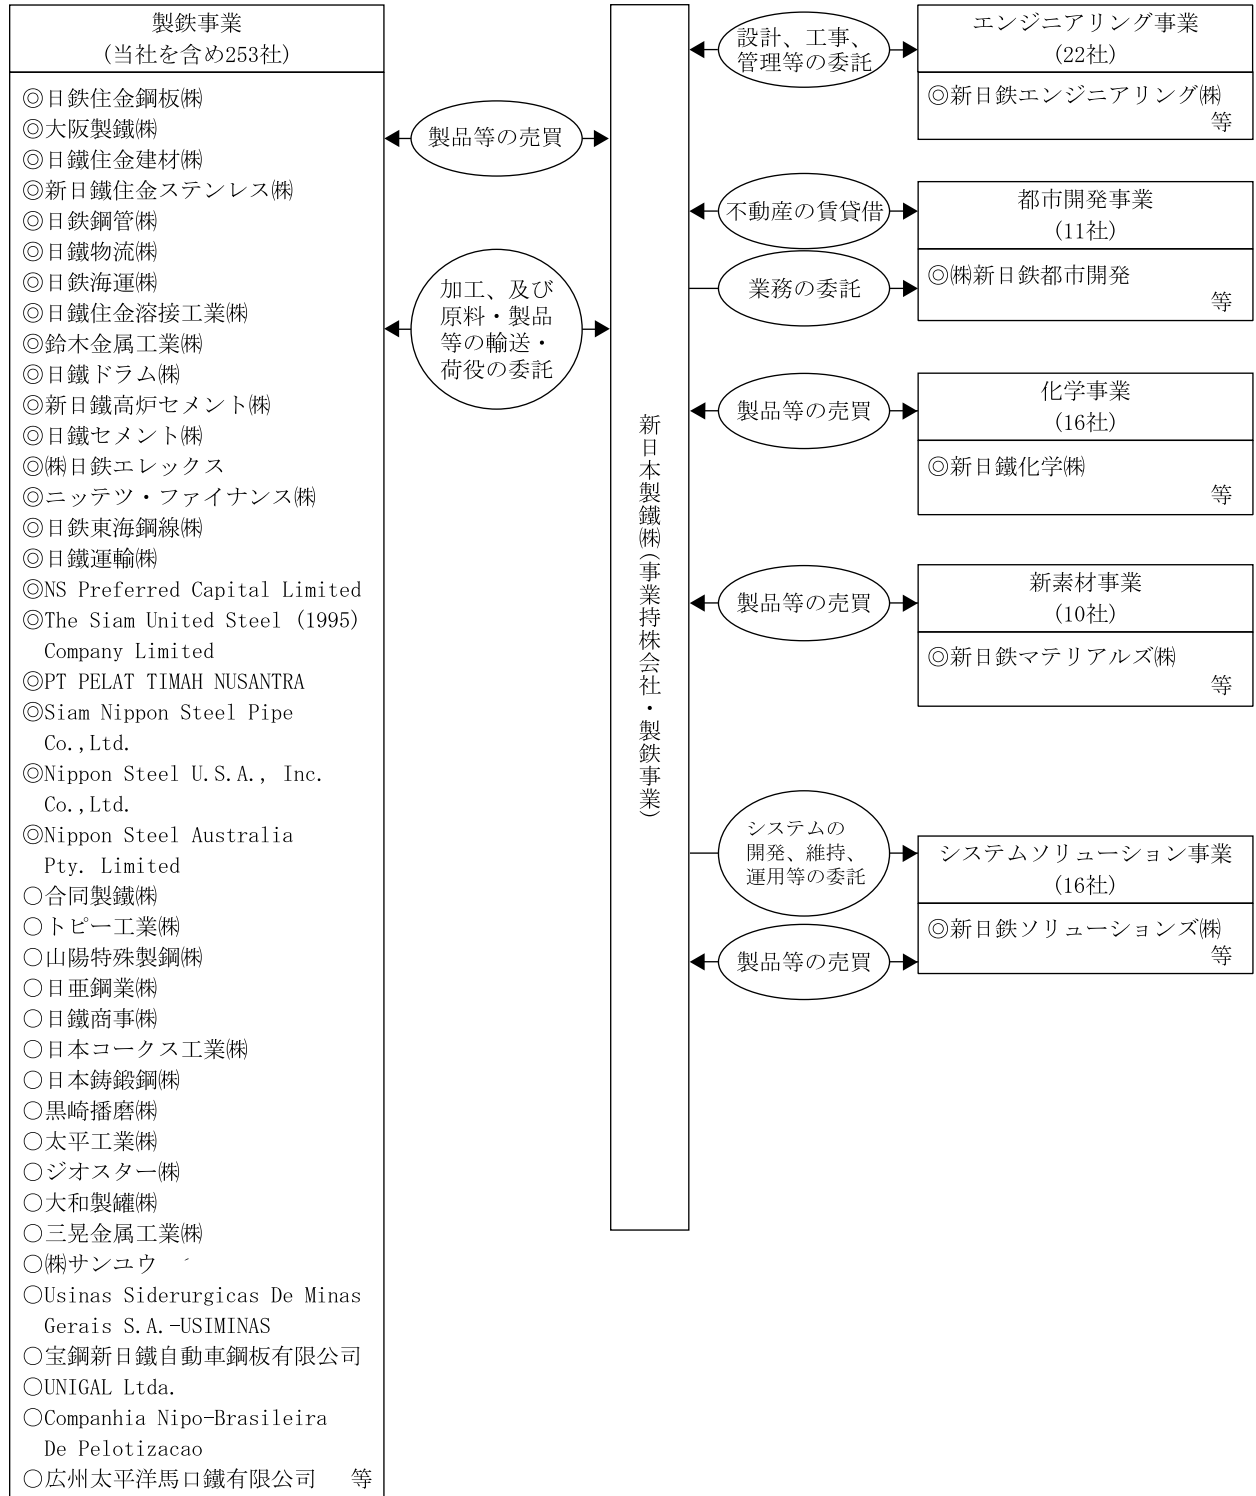 製鉄事業
(当社を含め253社)
◎日鉄住金鋼板㈱
◎大阪製鐵㈱
◎日鐵住金建材㈱
◎新日鐵住金ステンレス㈱
◎日鉄鋼管㈱
◎日鐵物流㈱
◎日鉄海運㈱
◎日鐵住金溶接工業㈱
◎鈴木金属工業㈱
◎日鐵ドラム㈱
◎新日鐵高炉セメント㈱
◎日鐵セメント㈱
◎㈱日鉄エレックス
◎ニッテツ・ファイナンス㈱
◎日鉄東海鋼線㈱
◎日鐵運輸㈱
◎NS Preferred Capital Limited
◎The Siam United Steel (1995)
Company Limited
◎PT PELAT TIMAH NUSANTRA
◎Siam Nippon Steel Pipe
Co.,Ltd.
◎Nippon Steel U.S.A., Inc.
Co.,Ltd.
◎Nippon Steel Australia
Pty. Limited
○合同製鐵㈱
○トピー工業㈱
○山陽特殊製鋼㈱
○日亜鋼業㈱
○日鐵商事㈱
○日本コークス工業㈱
○日本鋳鍛鋼㈱
○黒崎播磨㈱
○太平工業㈱
○ジオスター㈱
○大和製罐㈱
○三晃金属工業㈱
○㈱サンユウ
○Usinas Siderurgicas De Minas
Gerais S.A.-USIMINAS
○宝鋼新日鐵自動車鋼板有限公司
○UNIGAL Ltda.
○Companhia Nipo-Brasileira
De Pelotizacao
○広州太平洋馬口鐵有限公司 等
製品等の売買
加工、及び
原料・製品
等の輸送・
荷役の委託
新日本製鐵㈱(事業持株会社・製鉄事業)
設計、工事、
管理等の委託
エンジニアリング事業
(22社)
◎新日鉄エンジニアリング㈱
等
不動産の賃貸借
業務の委託
都市開発事業
(11社)
◎㈱新日鉄都市開発
等
製品等の売買
化学事業
(16社)
◎新日鐵化学㈱
等
製品等の売買
新素材事業
(10社)
◎新日鉄マテリアルズ㈱
等
システムの
開発、維持、
運用等の委託
製品等の売買
システムソリューション事業
(16社)
◎新日鉄ソリューションズ㈱
等